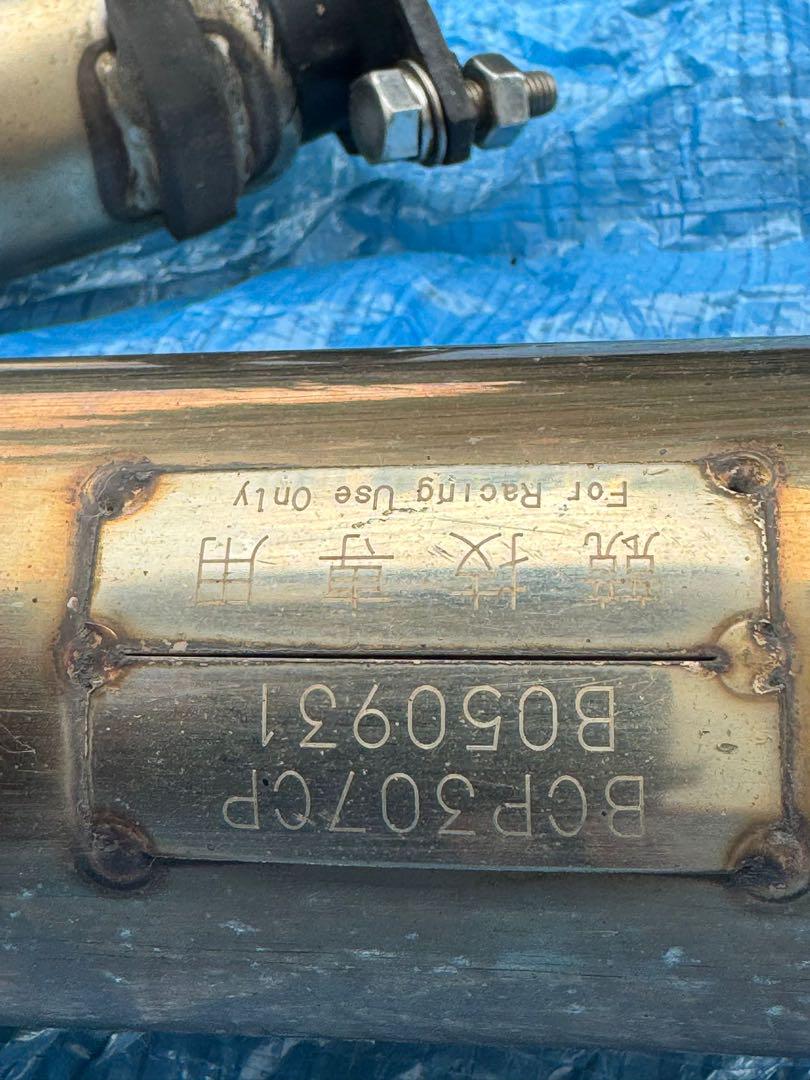 BCP307CP
B050931
競技専用
For Racing Use Only